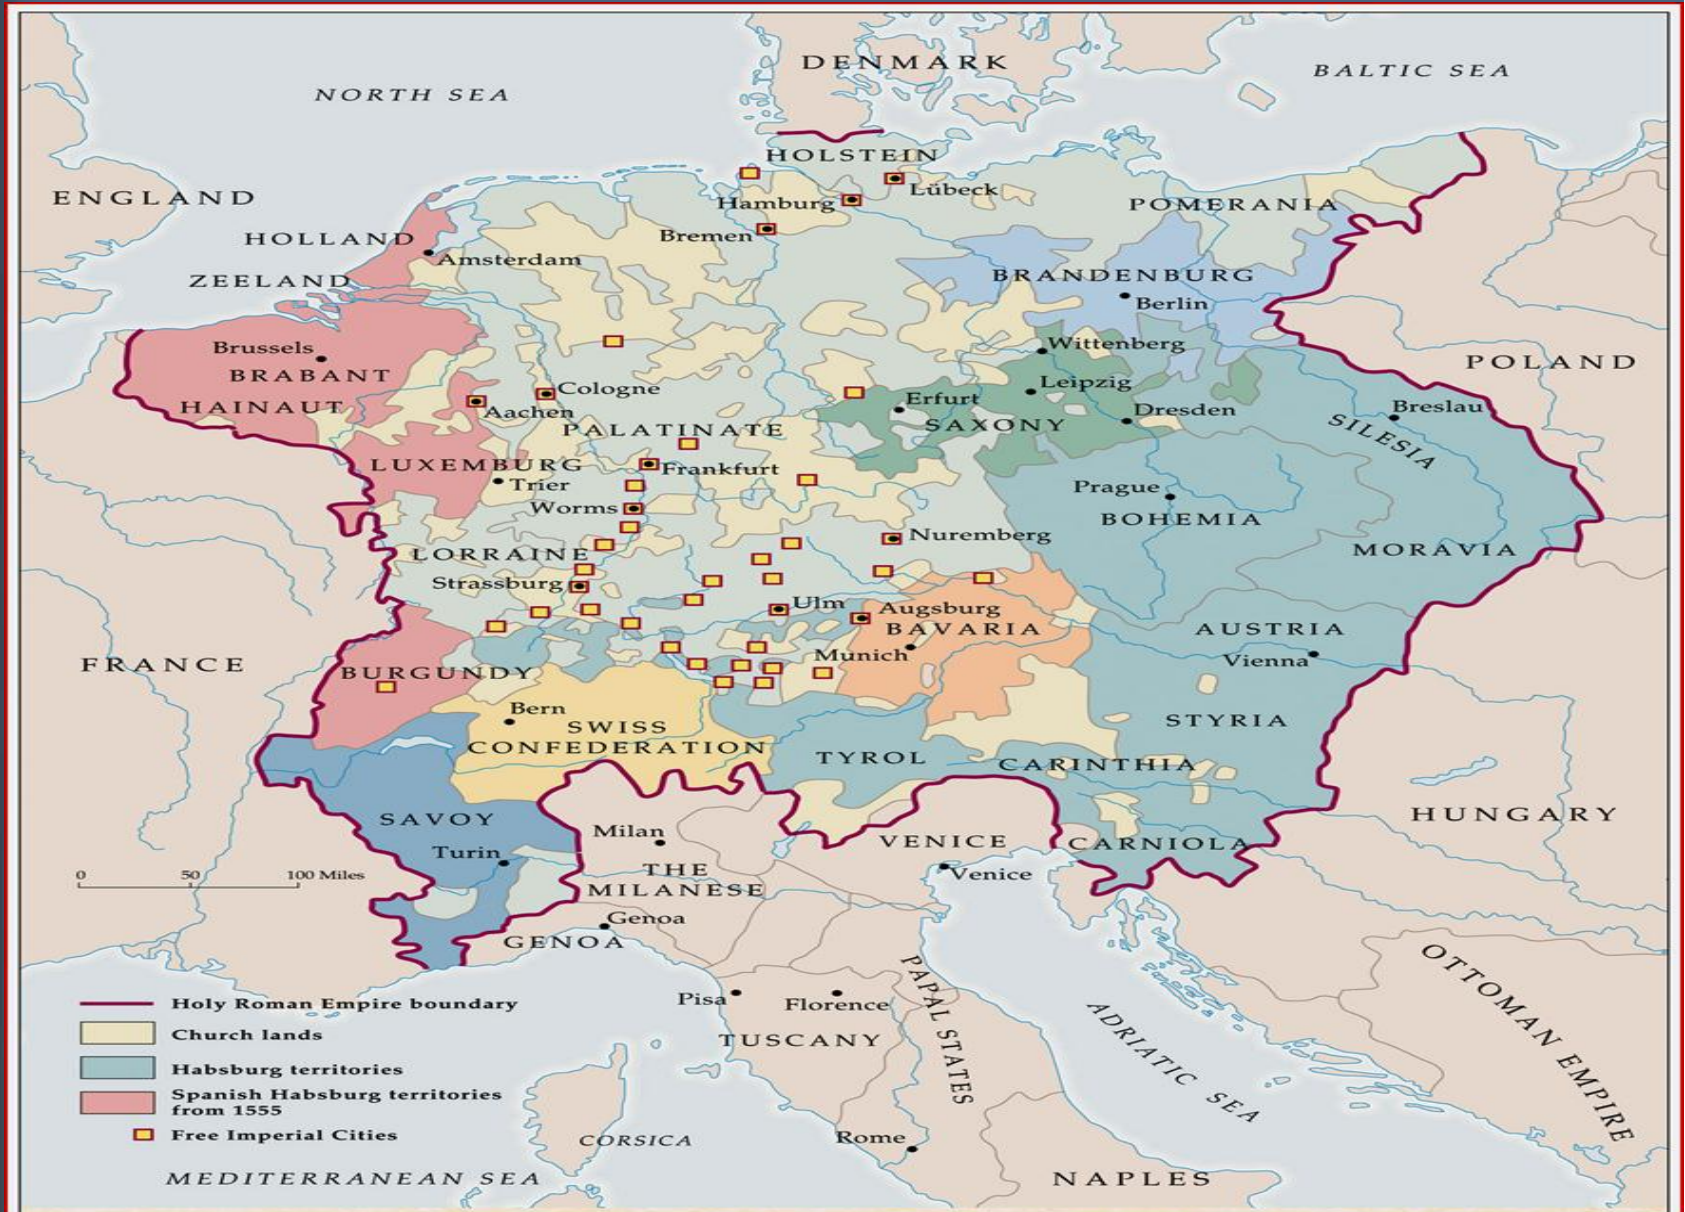 DENMARK
BALTIC SEA
NORTH SEA
HOLSTEIN
Lübeck
ENGLAND
Hamburg
POMERANIA
Bremen
HOLLAND
Amsterdam
ZEELAND
BRANDENBURG
Berlin
Brussels
Wittenberg
POLAND
BRABANT
Cologne
Leipzig
HAINAUT
Aachen
Erfurt
Dresden
Breslau
PALATINATE
SAXONY
SILESIA
LUXEMBURG
Frankfurt
Trier
Prague
Worms
BOHEMIA
Nuremberg
LORRAINE
MORAVIA
Strassburg
Ulm
Augsburg
BAVARIA
AUSTRIA
Munich
Vienna
FRANCE
BURGUNDY
Bern
SWISS
CONFEDERATION
STYRIA
TYROL
CARINTHIA
SAVOY
Milan
HUNGARY
Turin
VENICE
CARNIOLA
THE
MILANESE
Venice
0 50 100 Miles
Genoa
GENOA
Pisa
Florence
PAPAL STATES
OTTOMAN EMPIRE
TUSCANY
ADRIATIC SEA
Holy Roman Empire boundary
Church lands
Habsburg territories
Spanish Habsburg territories
from 1555
Free Imperial Cities
CORSICA
Rome
MEDITERRANEAN SEA
NAPLES